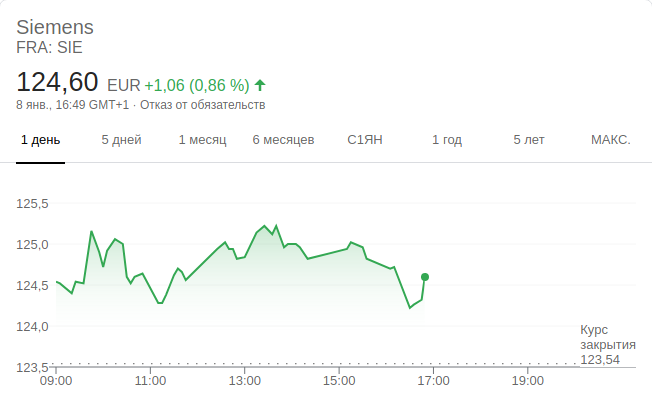 Siemens
FRA: SIE
124,60 EUR +1,06 (0,86 %)
8 янв., 16:49 GMT+1 · Отказ от обязательств
1 день 5 дней 1 месяц 6 месяцев С1ЯН 1 год 5 лет МАКС.
125,5
125,0
124,5
124,0
Курс
закрытия
123,54
123,5
09:00 11:00 13:00 15:00 17:00 19:00